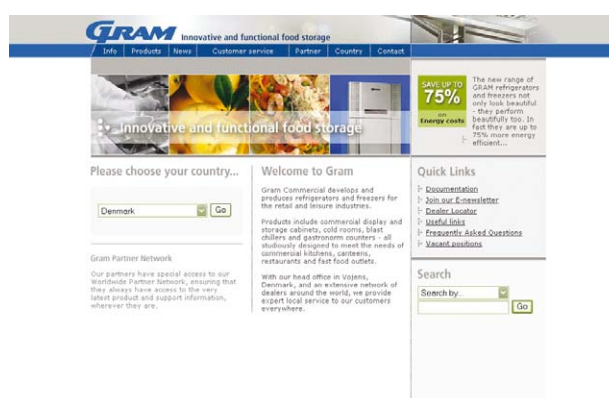 GRAM Innovative and functional food storage
Info Products News Customer service Partner Country Contact
Innovative and functional food storage
SAVE UP TO
75%
on
Energy costs
The new range of
GRAM refrigerators
and freezers not
only look beautiful
- they perform
beautifully too. In
fact they are up to
75% more energy
efficient...
Please choose your country...
Denmark Go
Gram Partner Network
Our partners have special access to our
Worldwide Partner Network, ensuring that
they always have access to the very
latest product and support information,
wherever they are.
Welcome to Gram
Gram Commercial develops and
produces refrigerators and freezers for
the retail and leisure industries.
Products include commercial display and
storage cabinets, cold rooms, blast
chillers and gastronorm counters - all
studiously designed to meet the needs of
commercial kitchens, canteens,
restaurants and fast food outlets.
With our head office in Vojens,
Denmark, and an extensive network of
dealers around the world, we provide
expert local service to our customers
everywhere.
Quick Links
Documentation
Join our E-newsletter
Dealer Locator
Useful links
Frequently Asked Questions
Vacant positions
Search
Search by...
Go